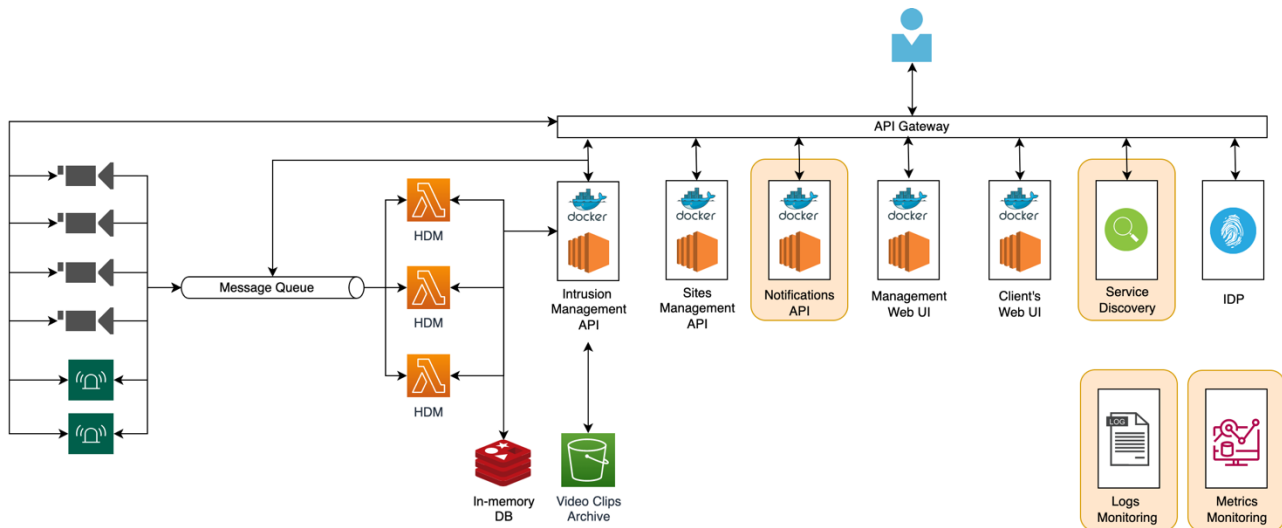 API Gateway
docker
docker
docker
docker
docker
HDM
Message Queue
HDM
HDM
Intrusion
Management
API
Sites
Management
API
Notifications
API
Management
Web UI
Client's
Web UI
Service
Discovery
IDP
LOG
In-memory
DB
Video Clips
Archive
Logs
Monitoring
Metrics
Monitoring